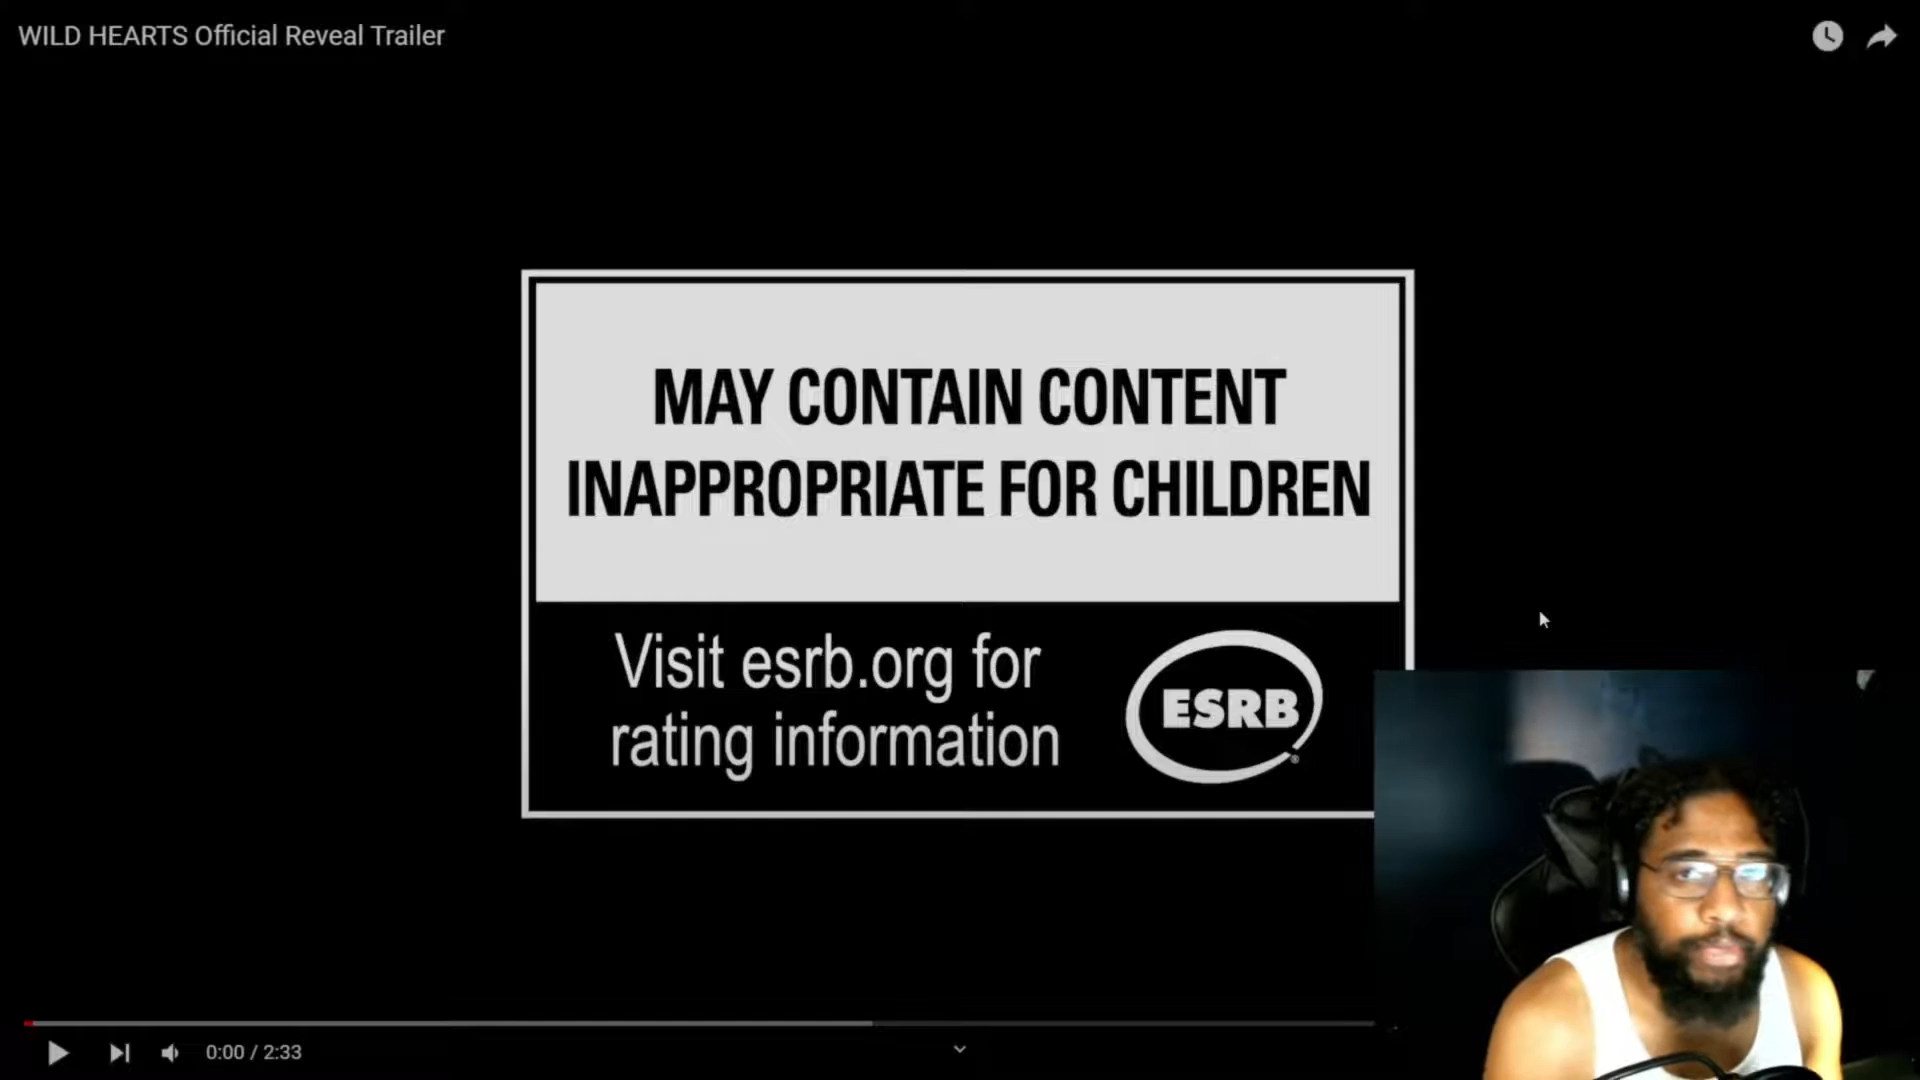 WILD HEARTS Official Reveal Trailer
MAY CONTAIN CONTENT
INAPPROPRIATE FOR CHILDREN
Visit esrb.org for
rating information
ESRB
®
0:00 / 2:33